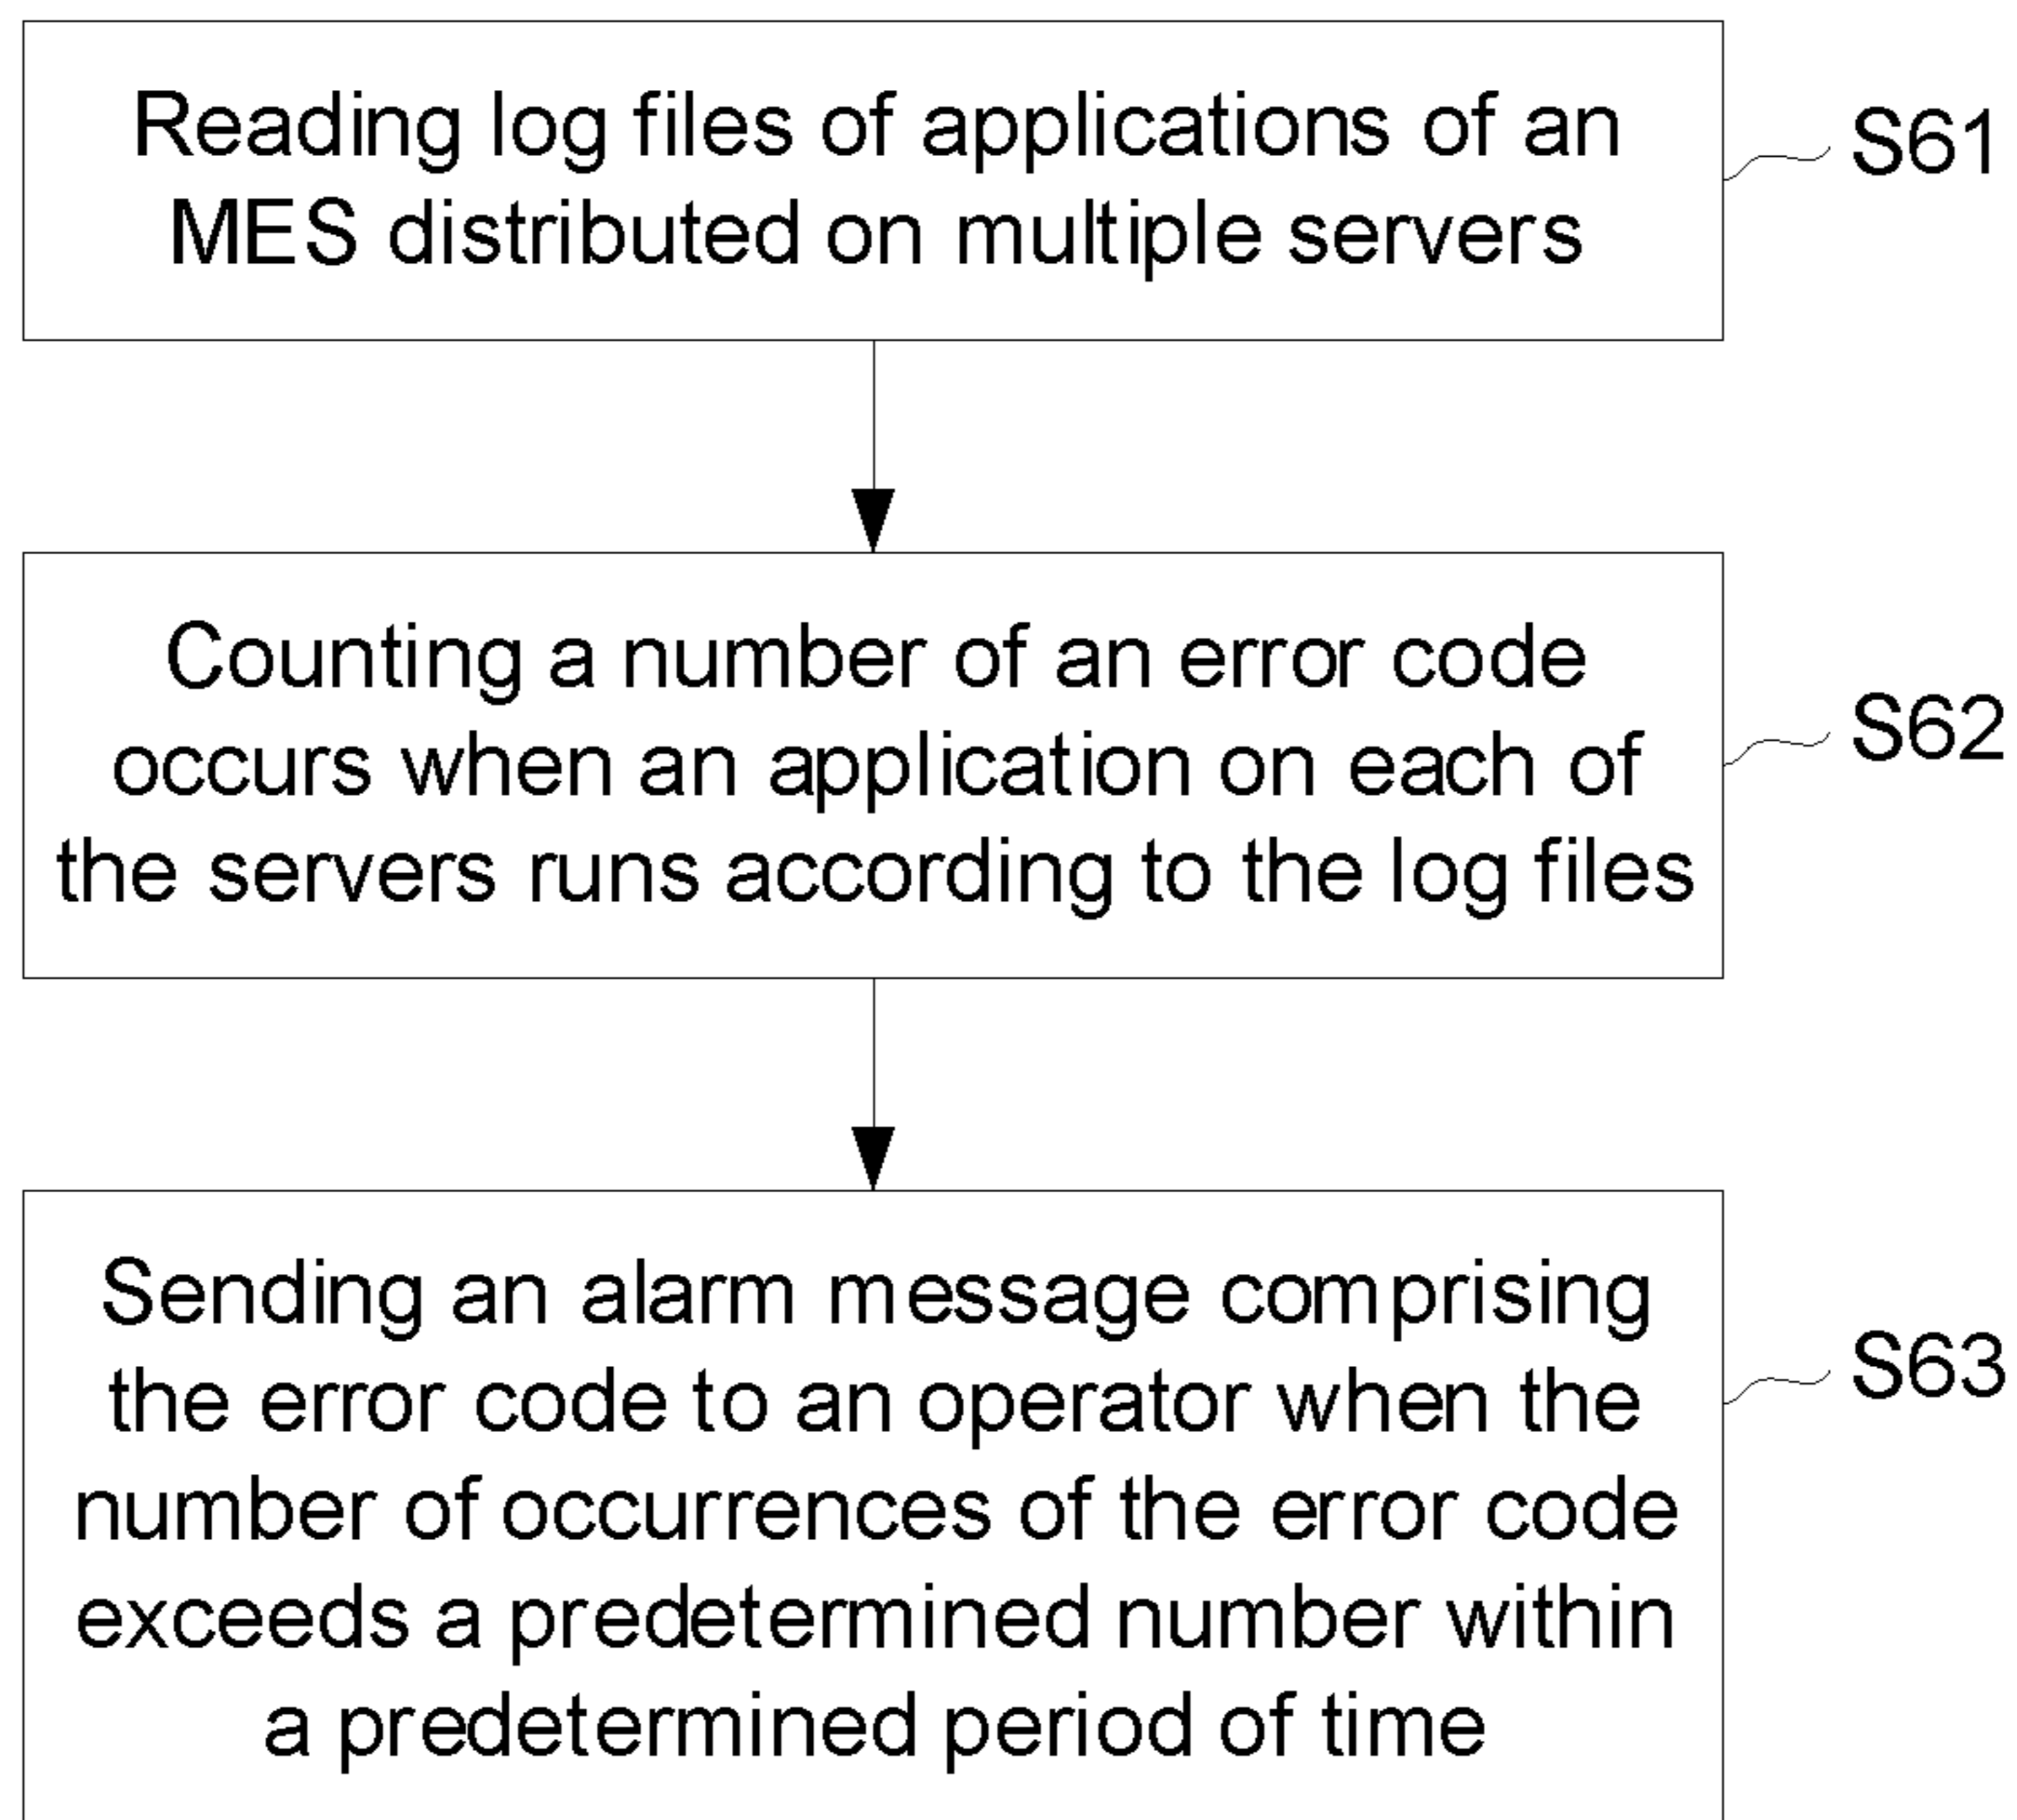 Reading log files of applications of an
MES distributed on multiple servers
S61
Counting a number of an error code
occurs when an application on each of
the servers runs according to the log files
S62
Sending an alarm message comprising
the error code to an operator when the
number of occurrences of the error code
exceeds a predetermined number within
a predetermined period of time
S63